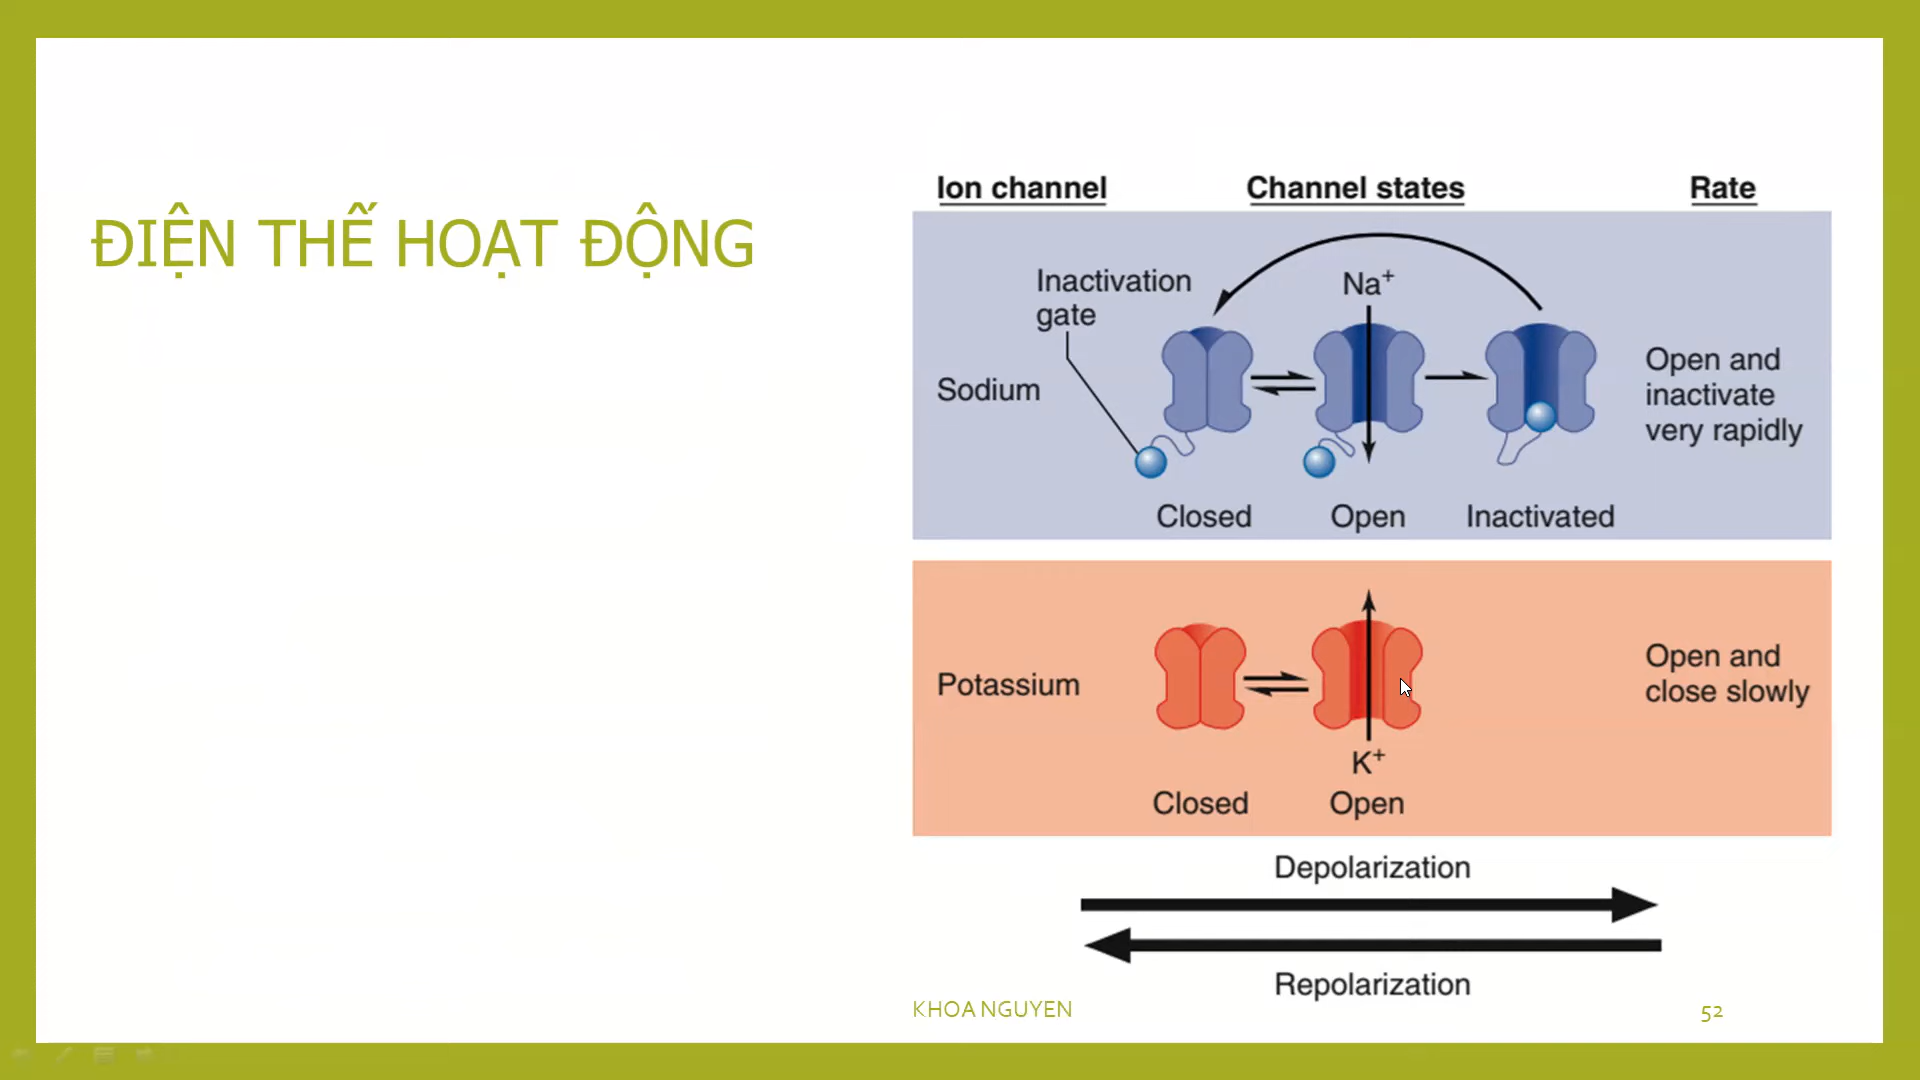 ĐIỆN THẾ HOẠT ĐỘNG
Ion channel
Channel states
Rate
Inactivation
gate
Na⁺
Sodium
Open and
inactivate
very rapidly
Closed
Open
Inactivated
Potassium
Open and
close slowly
K⁺
Closed
Open
Depolarization
Repolarization
KHOA NGUYEN
52